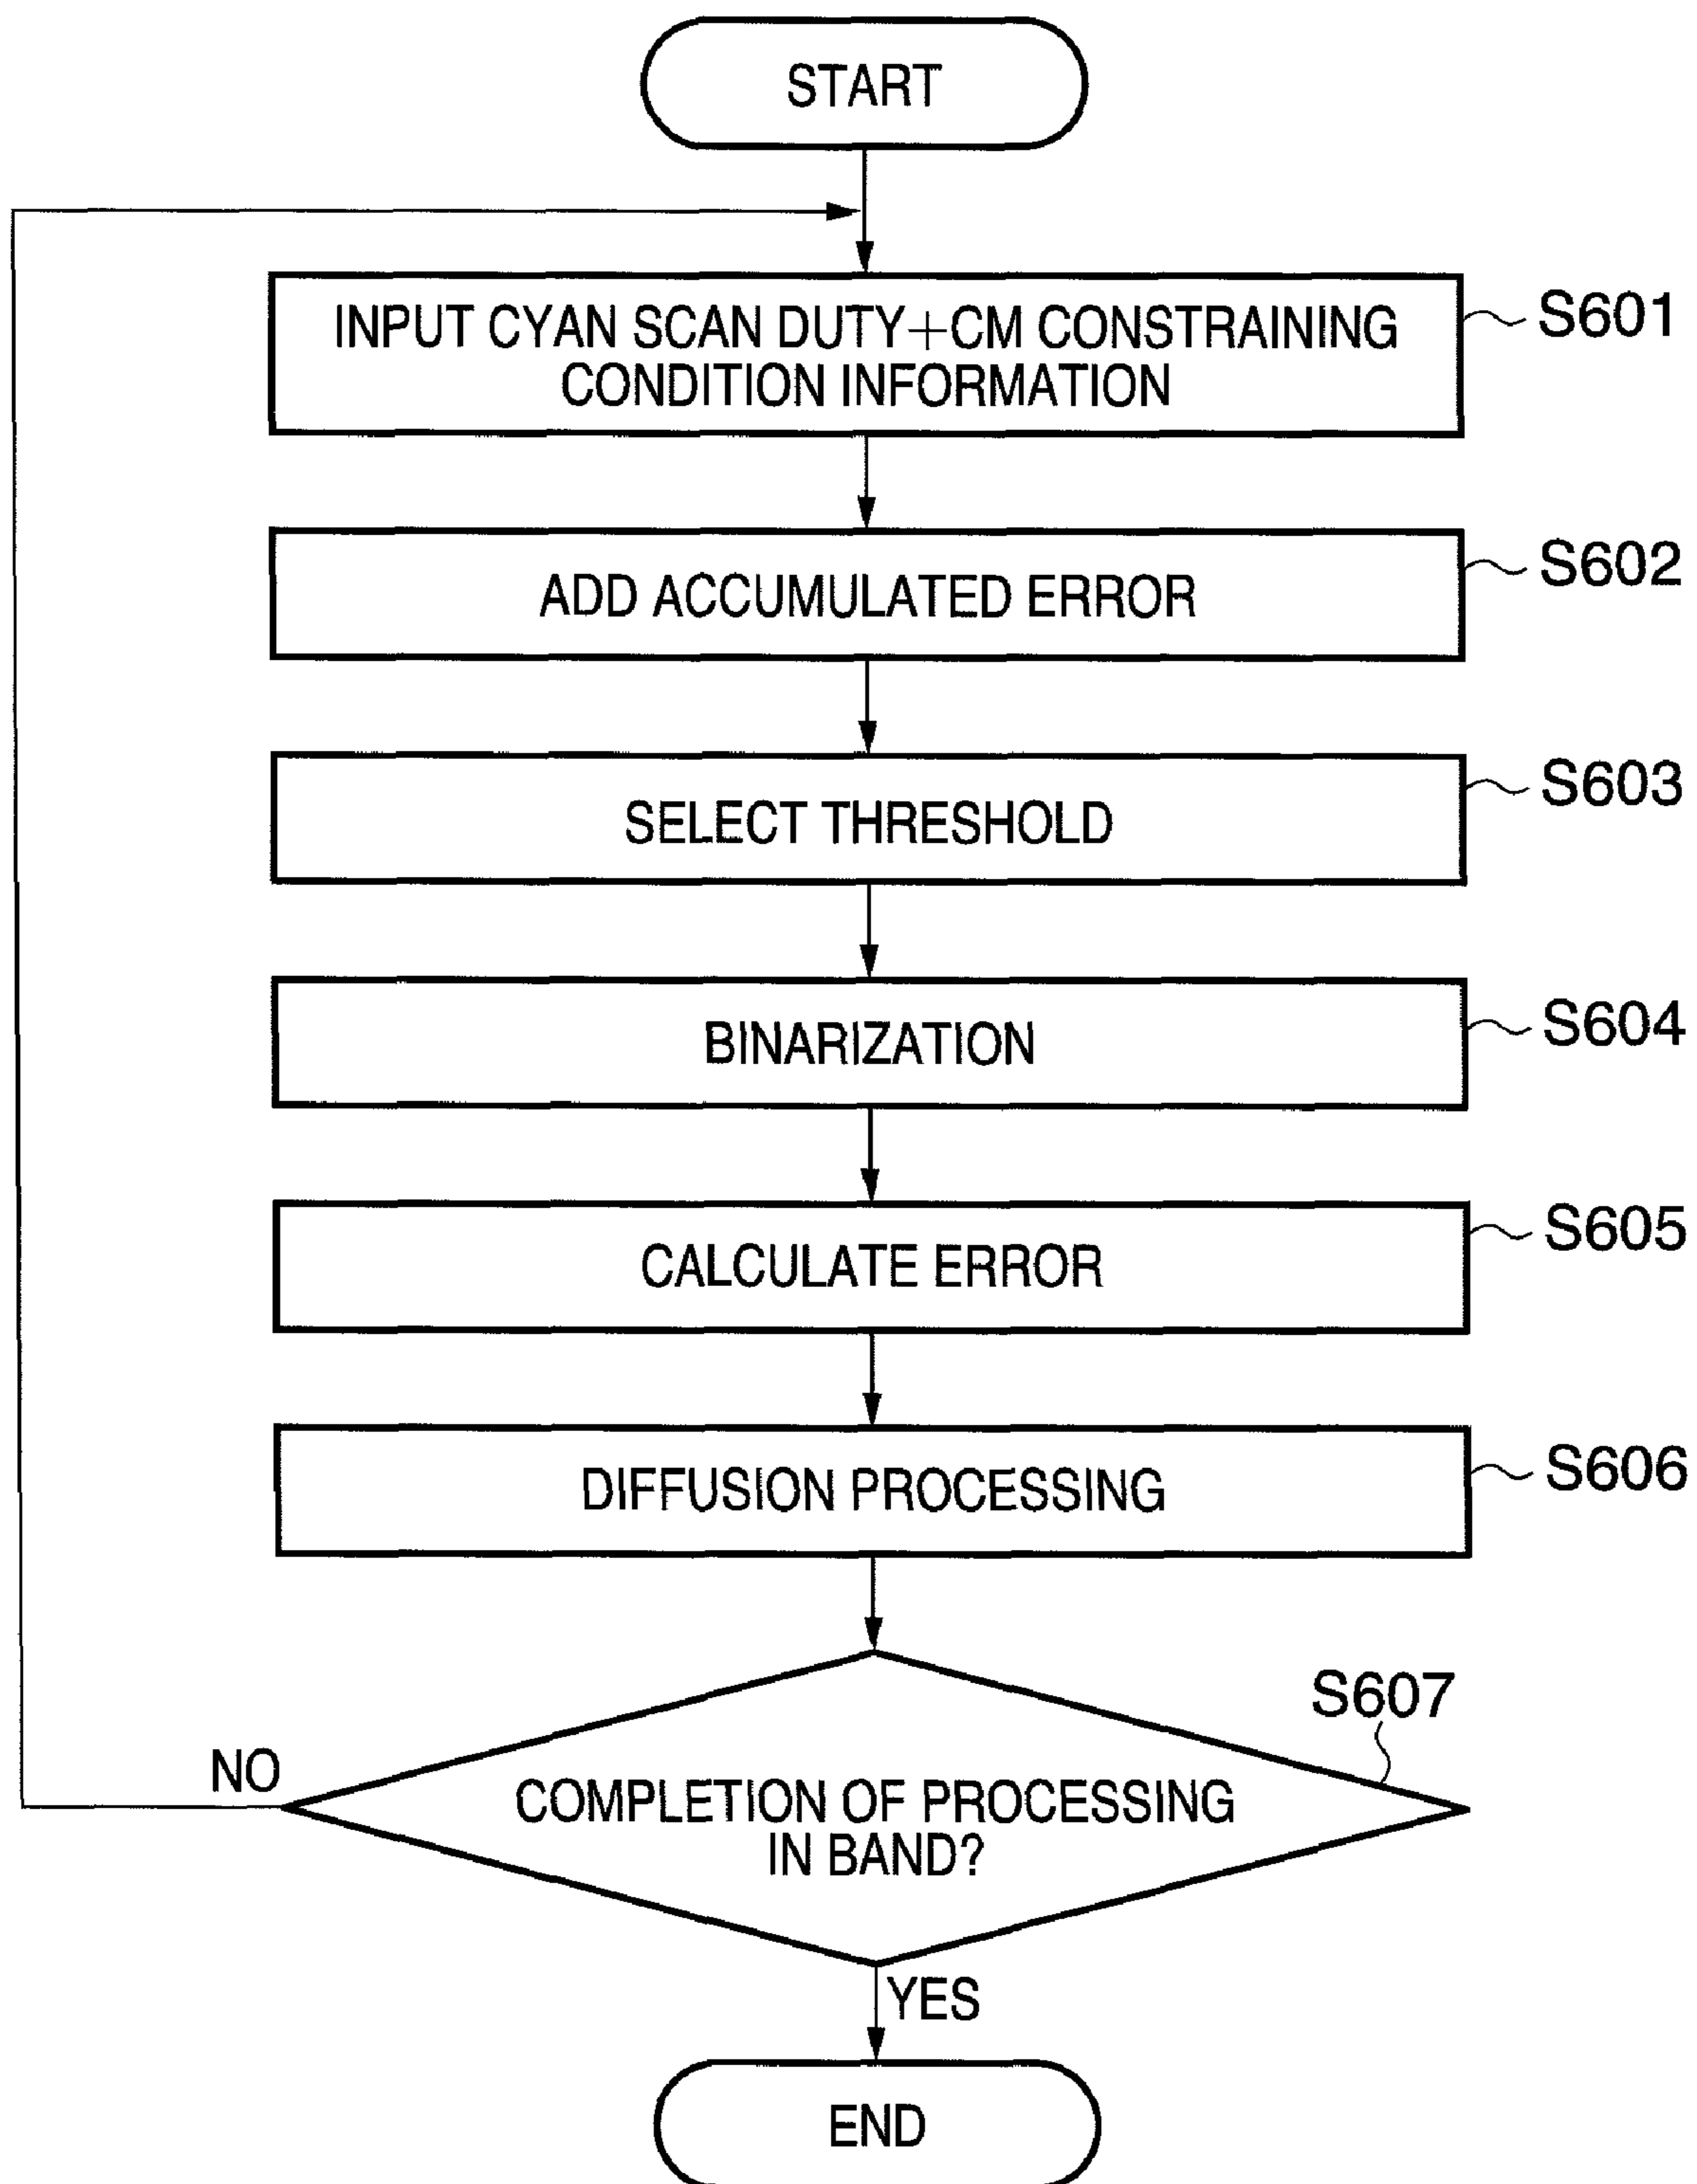 START
INPUT CYAN SCAN DUTY+CM CONSTRAINING
CONDITION INFORMATION
S601
ADD ACCUMULATED ERROR
S602
SELECT THRESHOLD
S603
BINARIZATION
S604
CALCULATE ERROR
S605
DIFFUSION PROCESSING
S606
S607
NO
COMPLETION OF PROCESSING
IN BAND?
YES
END